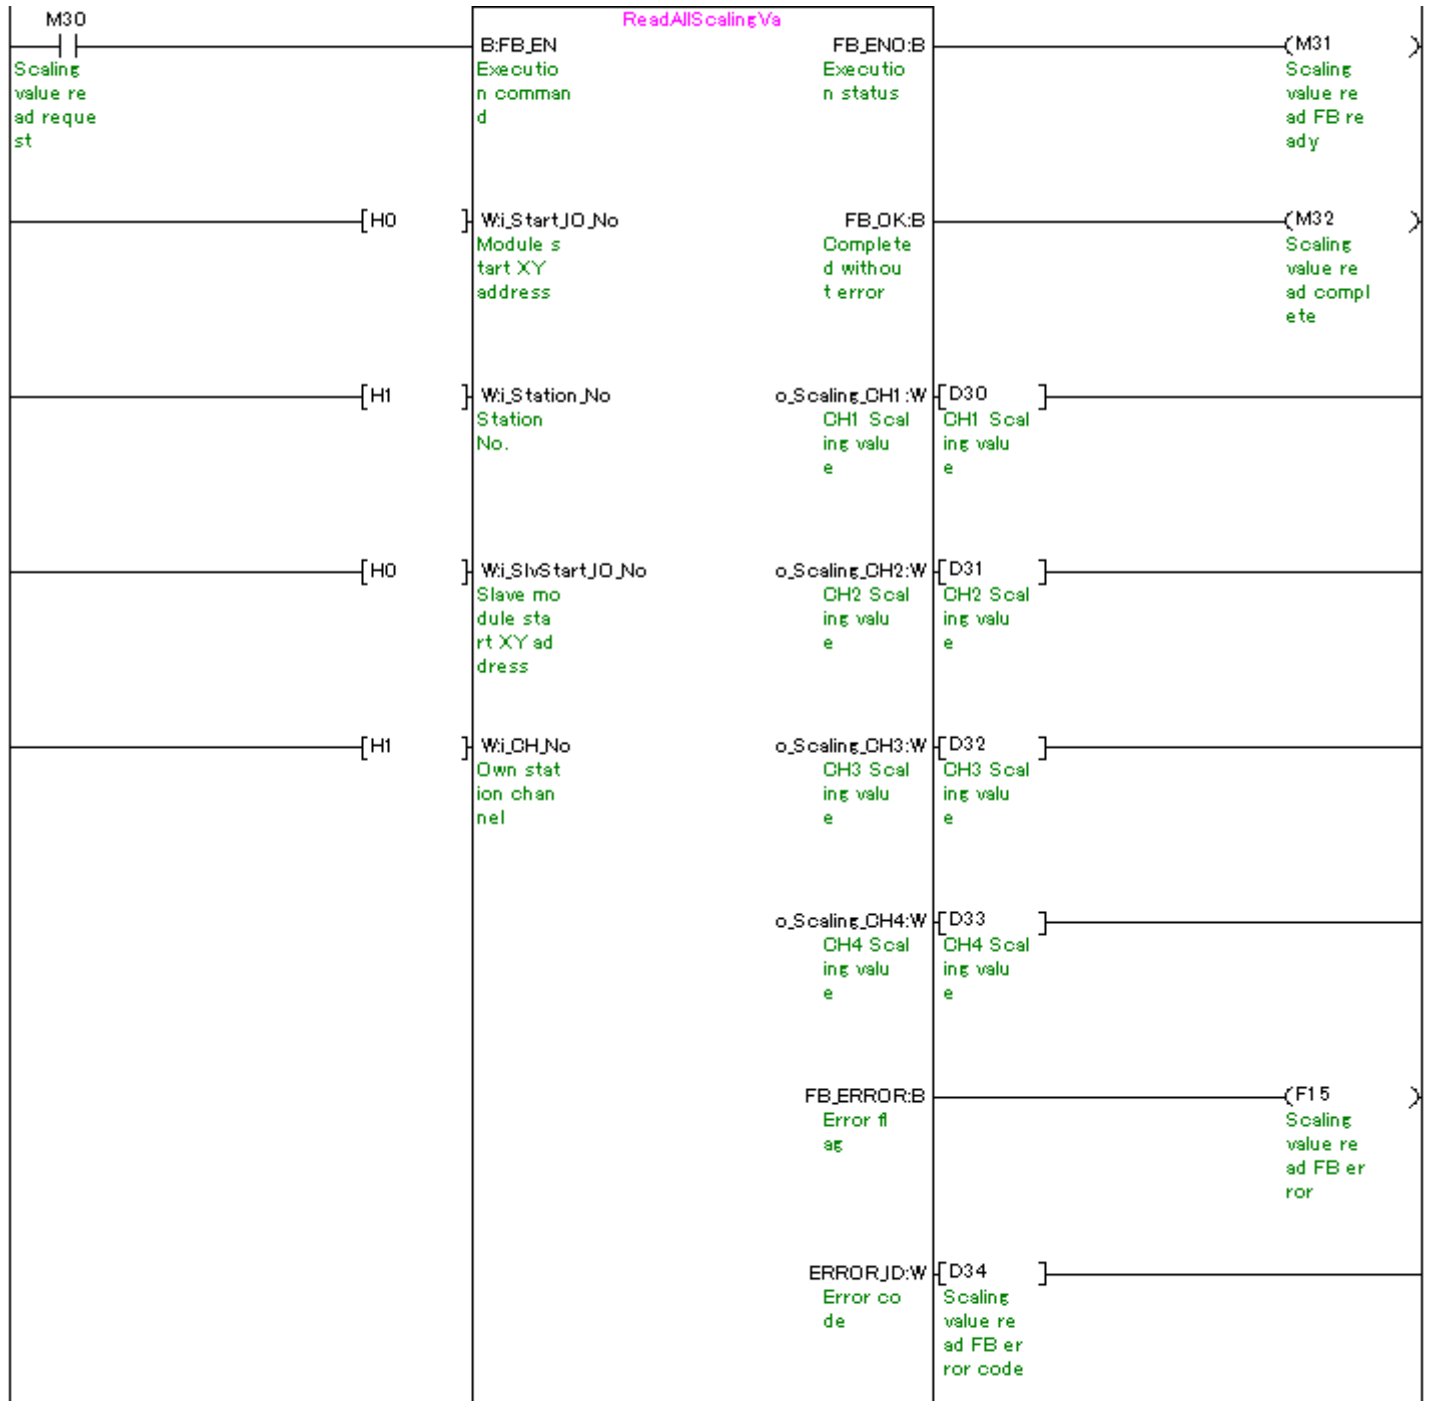 M30
ReadAllScalingVa
B:FB_EN
FB_ENO:B
(M31 )
Scaling
value re
ad reque
st
Executio
n comman
d
Executio
n status
Scaling
value re
ad FB re
ady
[H0 ]
W:i_Start_IO_No
FB_OK:B
(M32 )
Module s
tart XY
address
Complete
d withou
t error
Scaling
value re
ad compl
ete
[H1 ]
W:i_Station_No
o_Scaling_CH1:W
[D30 ]
Station
No.
CH1 Scal
ing valu
e
CH1 Scal
ing valu
e
[H0 ]
W:i_SlvStart_IO_No
o_Scaling_CH2:W
[D31 ]
Slave mo
dule sta
rt XY ad
dress
CH2 Scal
ing valu
e
CH2 Scal
ing valu
e
[H1 ]
W:i_CH_No
o_Scaling_CH3:W
[D32 ]
Own stat
ion chan
nel
CH3 Scal
ing valu
e
CH3 Scal
ing valu
e
o_Scaling_CH4:W
[D33 ]
CH4 Scal
ing valu
e
CH4 Scal
ing valu
e
FB_ERROR:B
(F15 )
Error fl
ag
Scaling
value re
ad FB er
ror
ERROR_ID:W
[D34 ]
Error co
de
Scaling
value re
ad FB er
ror code